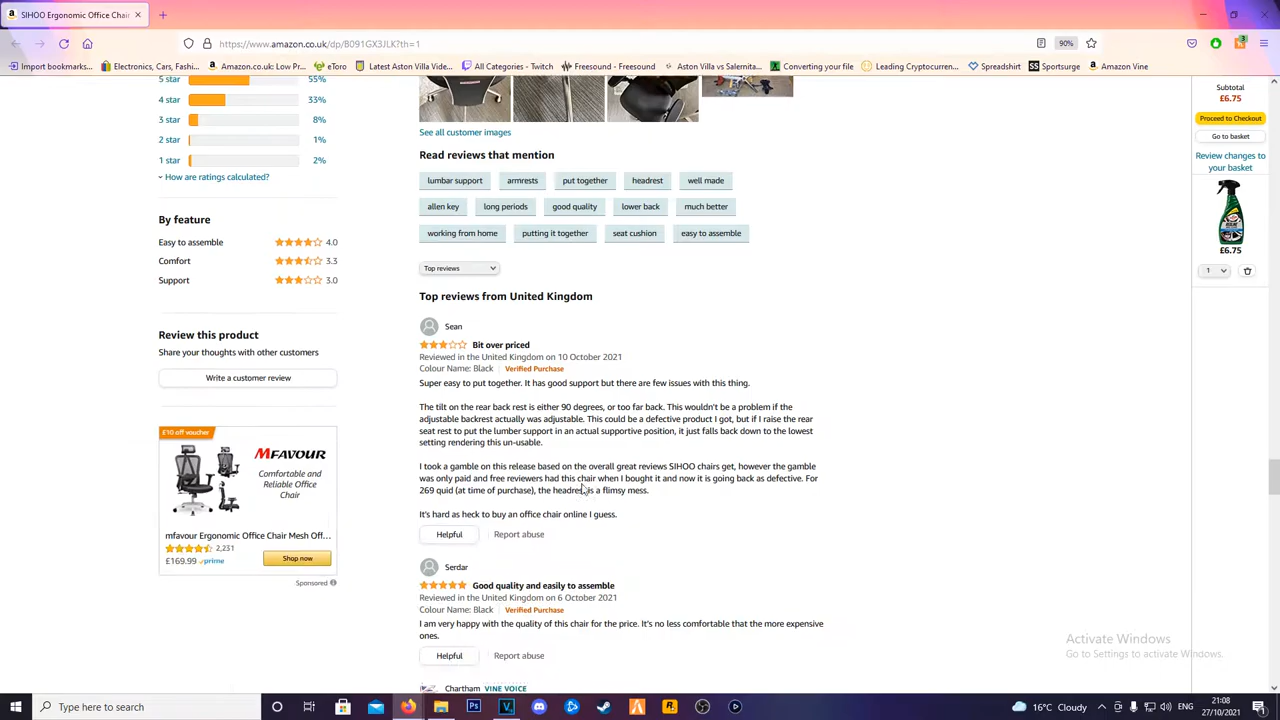 SIHOO Ergonomic Office Chair
https://www.amazon.co.uk/dp/B091GX3JLK?th=1
90%
Import bookmarks...
Electronics, Cars, Fashi...
Amazon.co.uk: Low Pr...
eToro
Latest Aston Villa Vide...
All Categories - Twitch
Freesound - Freesound
Aston Villa vs Salernita...
Converting your file
Leading Cryptocurren...
Spreadshirt
Sportsurge
Amazon Vine
5 star 55%
4 star 33%
3 star 8%
2 star 1%
1 star 2%
How are ratings calculated?
By feature
Easy to assemble 4.0
Comfort 3.3
Support 3.0
Review this product
Share your thoughts with other customers
Write a customer review
£10 off voucher
MFAVOUR
Comfortable and
Reliable Office
Chair
mfavour Ergonomic Office Chair Mesh Off...
2,231
£169.99 prime
Shop now
Sponsored
See all customer images
Read reviews that mention
lumbar support armrests put together headrest well made
allen key long periods good quality lower back much better
working from home putting it together seat cushion easy to assemble
Top reviews
Top reviews from United Kingdom
Sean
Bit over priced
Reviewed in the United Kingdom on 10 October 2021
Colour Name: Black Verified Purchase
Super easy to put together. It has good support but there are few issues with this thing.
The tilt on the rear back rest is either 90 degrees, or too far back. This wouldn't be a problem if the
adjustable backrest actually was adjustable. This could be a defective product I got, but if I raise the rear
seat rest to put the lumber support in an actual supportive position, it just falls back down to the lowest
setting rendering this un-usable.
I took a gamble on this release based on the overall great reviews SIHOO chairs get, however the gamble
was only paid and free reviewers had this chair when I bought it and now it is going back as defective. For
269 quid (at time of purchase), the headrest is a flimsy mess.
It's hard as heck to buy an office chair online I guess.
Helpful Report abuse
Serdar
Good quality and easily to assemble
Reviewed in the United Kingdom on 6 October 2021
Colour Name: Black Verified Purchase
I am very happy with the quality of this chair for the price. It's no less comfortable that the more expensive
ones.
Helpful Report abuse
Chartham VINE VOICE
Subtotal
£6.75
Proceed to Checkout
Go to basket
Review changes to
your basket
£6.75
1
Activate Windows
Go to Settings to activate Windows.
Type here to search
16°C Cloudy
ENG
21:08
27/10/2021